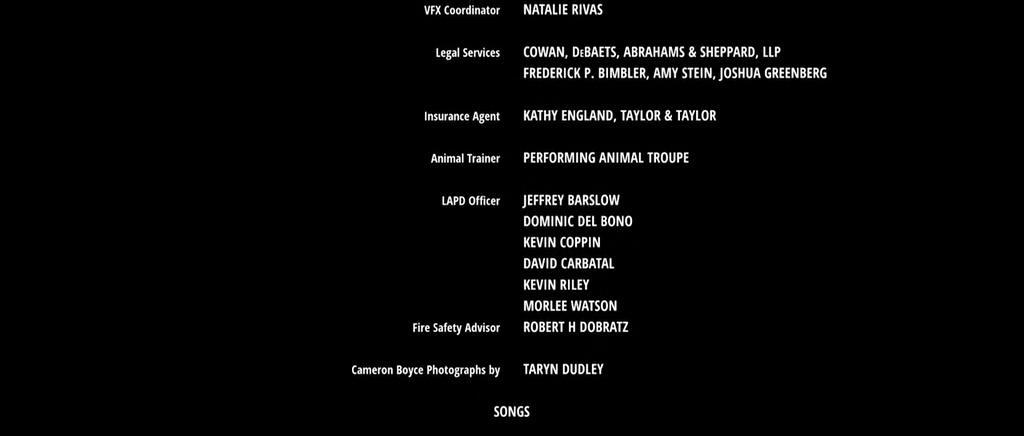 VFX Coordinator NATALIE RIVAS
Legal Services COWAN, DEBAETS, ABRAHAMS & SHEPPARD, LLP
FREDERICK P. BIMBLER, AMY STEIN, JOSHUA GREENBERG
Insurance Agent KATHY ENGLAND, TAYLOR & TAYLOR
Animal Trainer PERFORMING ANIMAL TROUPE
LAPD Officer JEFFREY BARSLOW
DOMINIC DEL BONO
KEVIN COPPIN
DAVID CARBATAL
KEVIN RILEY
MORLEE WATSON
Fire Safety Advisor ROBERT H DOBRATZ
Cameron Boyce Photographs by TARYN DUDLEY
SONGS